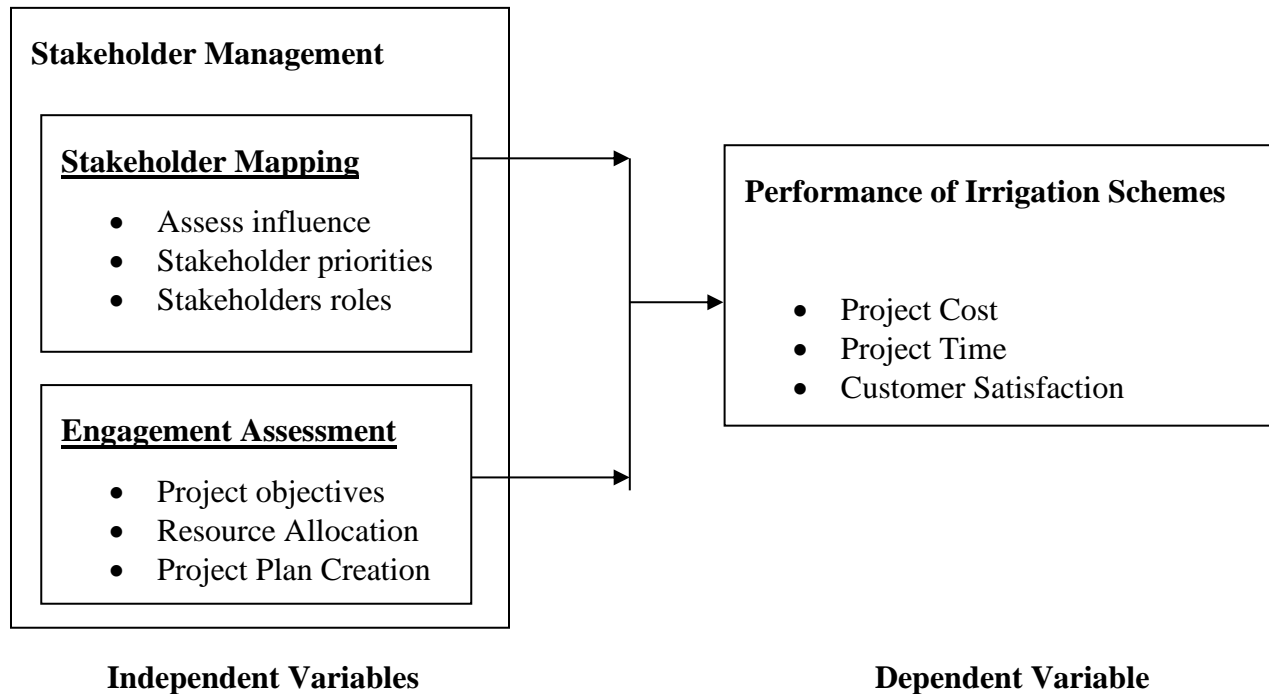 Stakeholder Management
Stakeholder Mapping
• Assess influence
• Stakeholder priorities
• Stakeholders roles
Engagement Assessment
• Project objectives
• Resource Allocation
• Project Plan Creation
Performance of Irrigation Schemes
• Project Cost
• Project Time
• Customer Satisfaction
Independent Variables
Dependent Variable